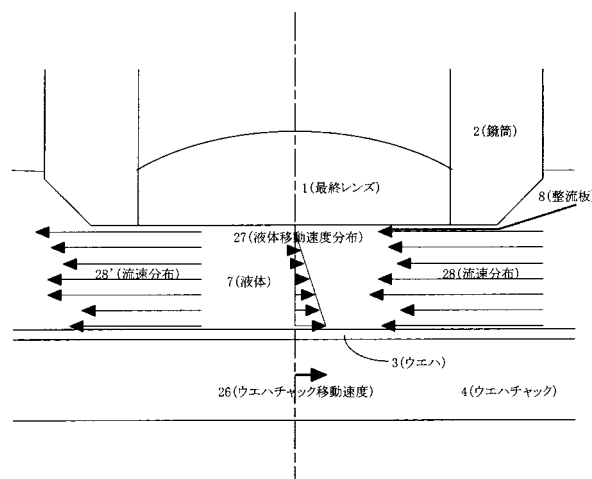 2(鏡筒)
1(最終レンズ)
8(整流板)
27(液体移動速度分布)
28'(流速分布)
7(液体)
28(流速分布)
3(ウエハ)
26(ウエハチャック移動速度)
4(ウエハチャック)